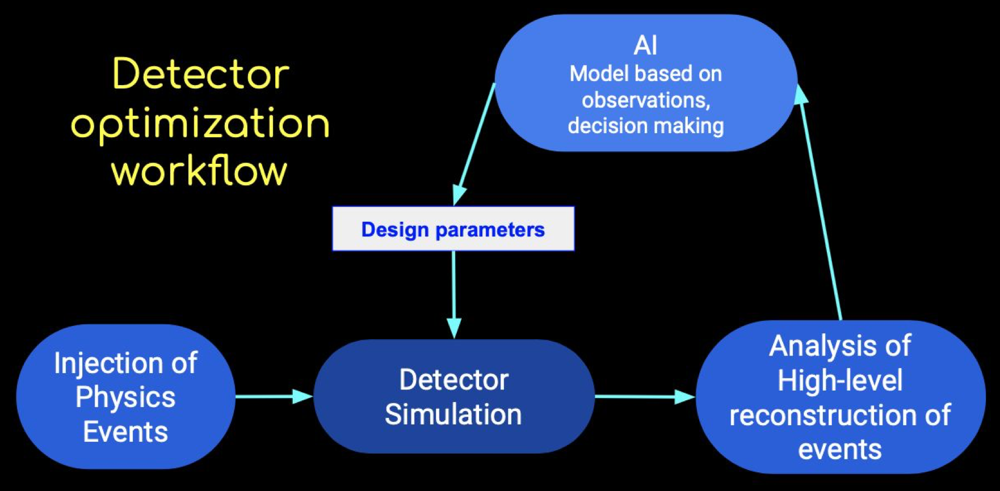 Detector
optimization
workflow
AI
Model based on
observations,
decision making
Design parameters
Injection of
Physics
Events
Detector
Simulation
Analysis of
High-level
reconstruction of
events